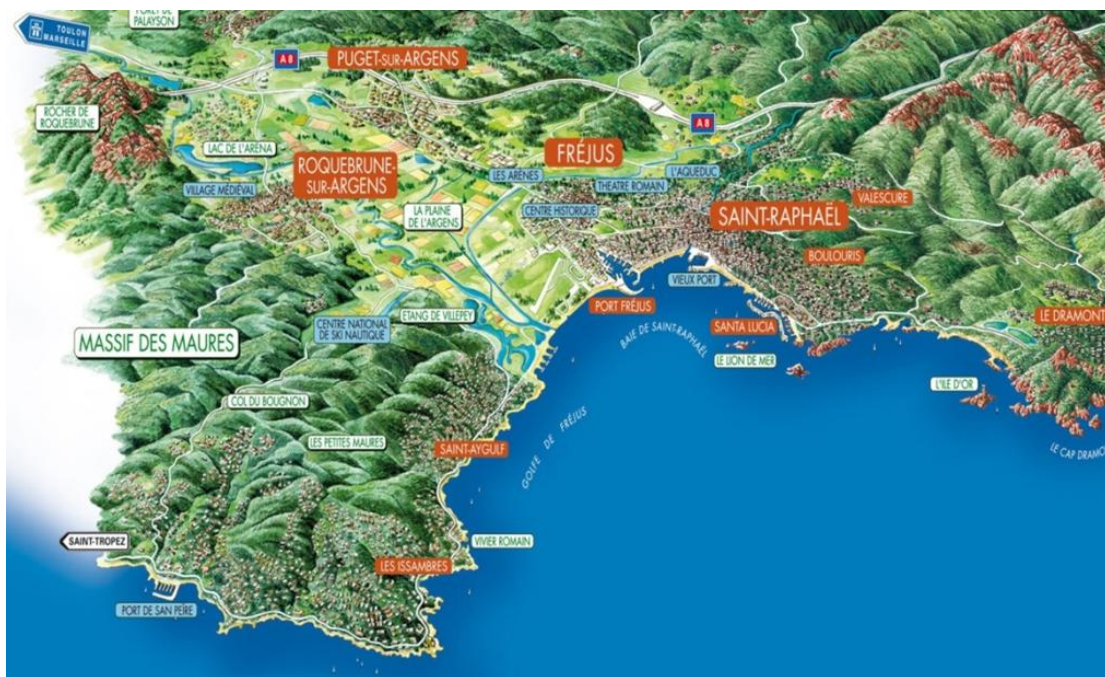 FORÊT DE
PALAYSON
TOULON
MARSEILLE
A8
PUGET-SUR-ARGENS
ROCHER DE
ROQUEBRUNE
A8
LAC DE L'ARÉNA
FRÉJUS
ROQUEBRUNE-
SUR-ARGENS
LES ARÈNES
L'AQUEDUC
VILLAGE MÉDIÉVAL
THEATRE ROMAIN
VALESCURE
LA PLAINE
DE L'ARGENS
CENTRE HISTORIQUE
SAINT-RAPHAËL
BOULOURIS
VIEUX PORT
PORT FRÉJUS
ETANG DE VILLEPEY
LE DRAMONT
CENTRE NATIONAL
DE SKI NAUTIQUE
SANTA LUCIA
BAIE DE SAINT-RAPHAËL
MASSIF DES MAURES
LE LION DE MER
L'ILE D'OR
COL DU BOUGNON
GOLFE DE FRÉJUS
LES PETITES MAURES
SAINT-AYGULF
LE CAP DRAMO
SAINT-TROPEZ
VIVIER ROMAIN
LES ISSAMBRES
PORT DE SAN PEÏRE